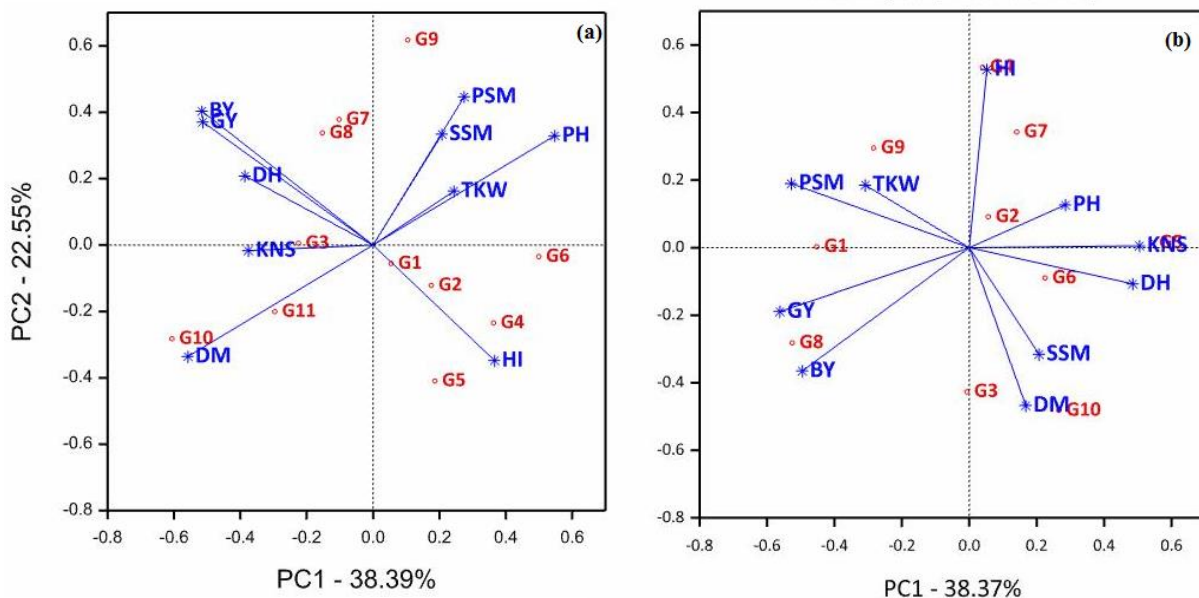 (a)
0.6
0.4
0.2
0.0
-0.2
-0.4
-0.6
-0.8
G9
PSM
BY
GY
G7
G8
SSM
PH
DH
TKW
KNS
G3
G1
G6
G2
G11
G4
G10
DM
HI
G5
-0.8
-0.6
-0.4
-0.2
0.0
0.2
0.4
0.6
PC2 - 22.55%
PC1 - 38.39%
(b)
0.6
0.4
0.2
0.0
-0.2
-0.4
-0.6
-0.8
HI
G7
G9
PSM
TKW
PH
G2
G1
KNS
G6
DH
GY
G8
BY
SSM
G3
DM
G10
-0.8
-0.6
-0.4
-0.2
0.0
0.2
0.4
0.6
PC1 - 38.37%